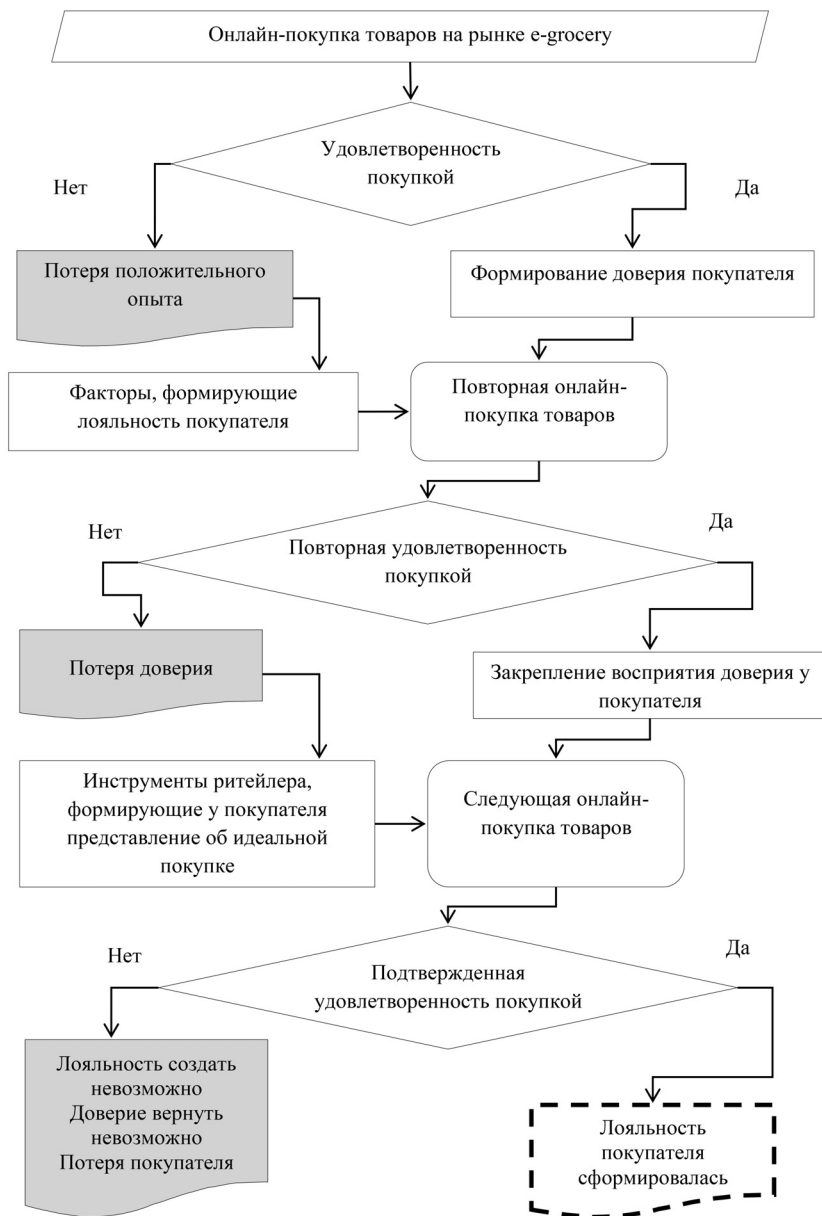 Онлайн-покупка товаров на рынке e-grocery
Удовлетворенность
покупкой
Нет
Да
Потеря положительного
опыта
Формирование доверия покупателя
Факторы, формирующие
лояльность покупателя
Повторная онлайн-
покупка товаров
Нет
Да
Повторная удовлетворенность
покупкой
Потеря доверия
Закрепление восприятия доверия у
покупателя
Инструменты ритейлера,
формирующие у покупателя
представление об идеальной
покупке
Следующая онлайн-
покупка товаров
Нет
Да
Подтвержденная
удовлетворенность покупкой
Лояльность создать
невозможно
Доверие вернуть
невозможно
Потеря покупателя
Лояльность
покупателя
сформировалась